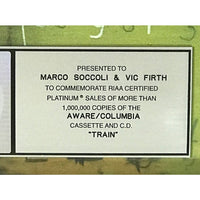 PRESENTED TO
MARCO SOCCOLI & VIC FIRTH
TO COMMEMORATE RIAA CERTIFIED
PLATINUM® SALES OF MORE THAN
1,000,000 COPIES OF THE
AWARE/COLUMBIA
CASSETTE AND C.D.
"TRAIN"